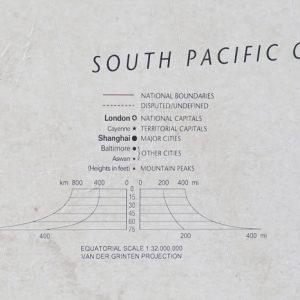 SOUTH PACIFIC
NATIONAL BOUNDARIES
DISPUTED/UNDEFINED
London NATIONAL CAPITALS
Cayenne TERRITORIAL CAPITALS
Shanghai MAJOR CITIES
Baltimore
OTHER CITIES
Aswan
(Heights in feet) MOUNTAIN PEAKS
km 800 400 0 0 200 400 mi
15
30
45
60
75
400 200 400 mi
EQUATORIAL SCALE 1:32,000,000
VAN DER GRINTEN PROJECTION